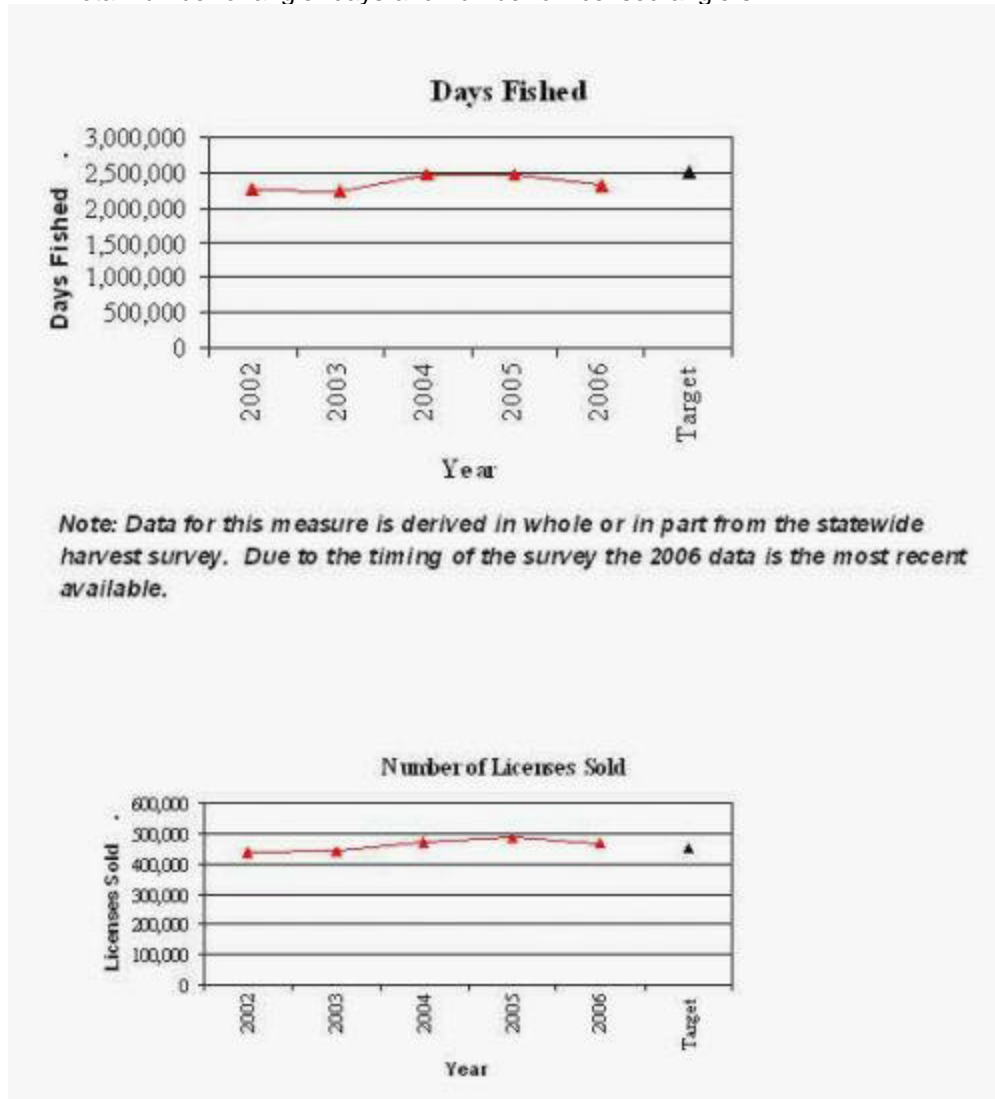 Days Fished
3,000,000
2,500,000
2,000,000
1,500,000
1,000,000
500,000
0
Days Fished
2002
2003
2004
2005
2006
Target
Year
Note: Data for this measure is derived in whole or in part from the statewide
harvest survey. Due to the timing of the survey the 2006 data is the most recent
available.
Number of Licenses Sold
600,000
500,000
400,000
300,000
200,000
100,000
0
Licenses Sold
2002
2003
2004
2005
2006
Target
Year